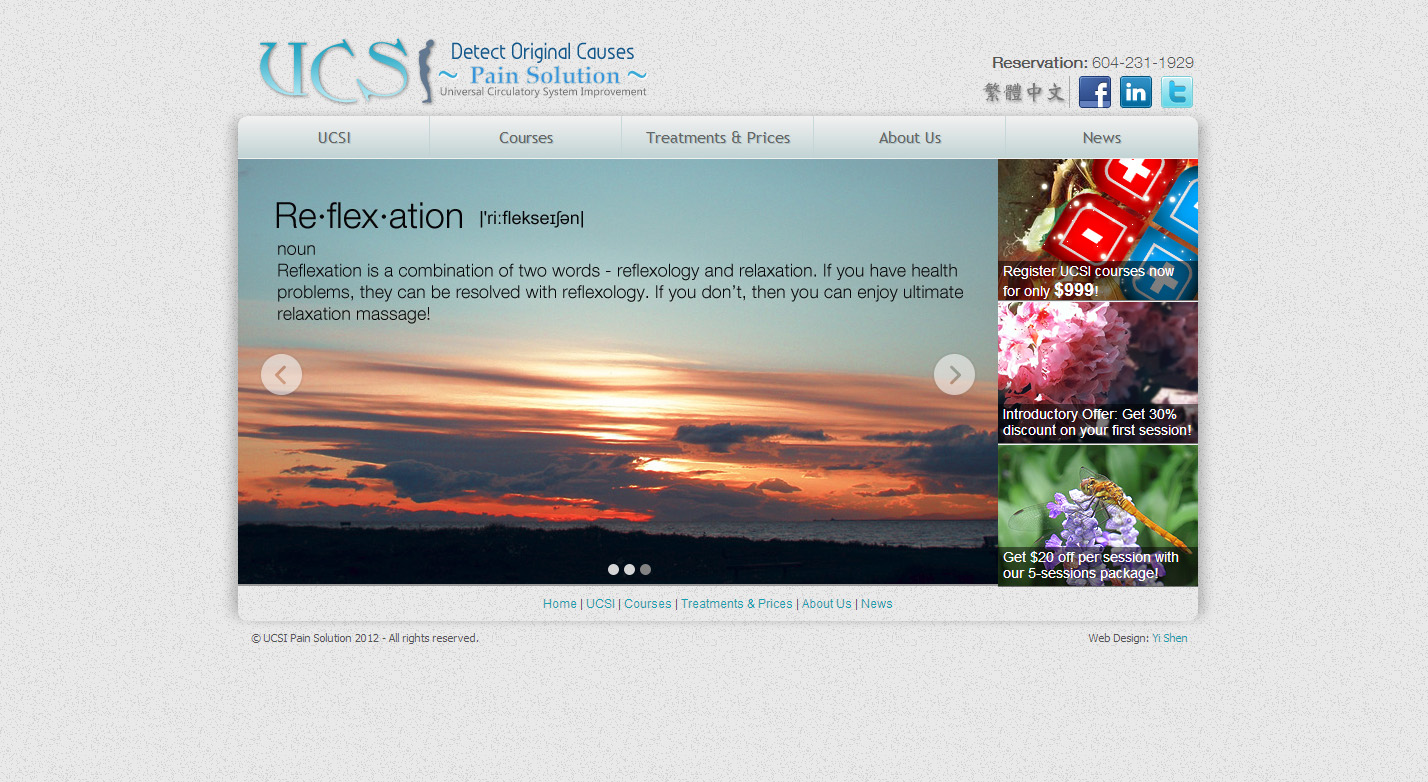 UCSI
Detect Original Causes
~ Pain Solution ~
Universal Circulatory System Improvement
Reservation: 604-231-1929
繁體中文
UCSI
Courses
Treatments & Prices
About Us
News
Re·flex·ation |'ri:flekseɪʃən|
noun
Reflexation is a combination of two words - reflexology and relaxation. If you have health
problems, they can be resolved with reflexology. If you don't, then you can enjoy ultimate
relaxation massage!
Register UCSI courses now
for only $999!
Introductory Offer: Get 30%
discount on your first session!
Get $20 off per session with
our 5-sessions package!
Home | UCSI | Courses | Treatments & Prices | About Us | News
© UCSI Pain Solution 2012 - All rights reserved.
Web Design: Yi Shen